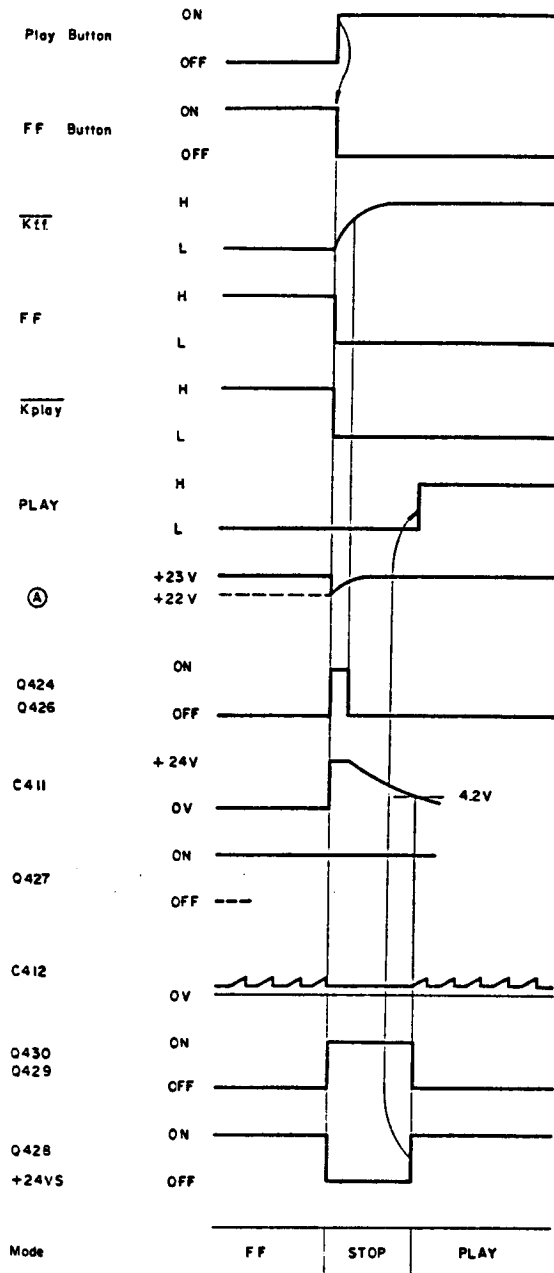 Play Button ON
OFF
FF Button ON
OFF
Kff H
L
FF H
L
Kplay H
L
PLAY H
L
Ⓐ +23V
+22V
Q424 ON
Q426 OFF
C411 +24V
0V
4.2V
Q427 ON
OFF
C412
0V
Q430 ON
Q429 OFF
Q428 ON
+24VS OFF
Mode FF STOP PLAY